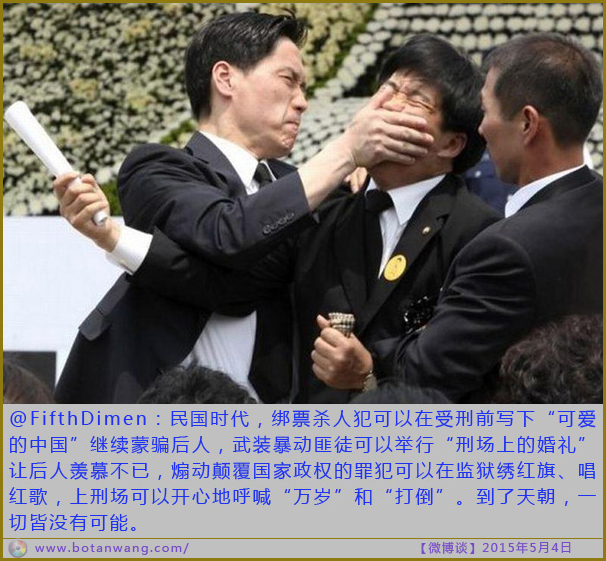 @FifthDimen：民国时代，绑票杀人犯可以在受刑前写下“可爱
的中国”继续蒙骗后人，武装暴动匪徒可以举行“刑场上的婚礼”
让后人羡慕不已，煽动颠覆国家政权的罪犯可以在监狱绣红旗、唱
红歌，上刑场可以开心地呼喊“万岁”和“打倒”。到了天朝，一
切皆没有可能。
www.botanwang.com/ 【微博谈】2015年5月4日